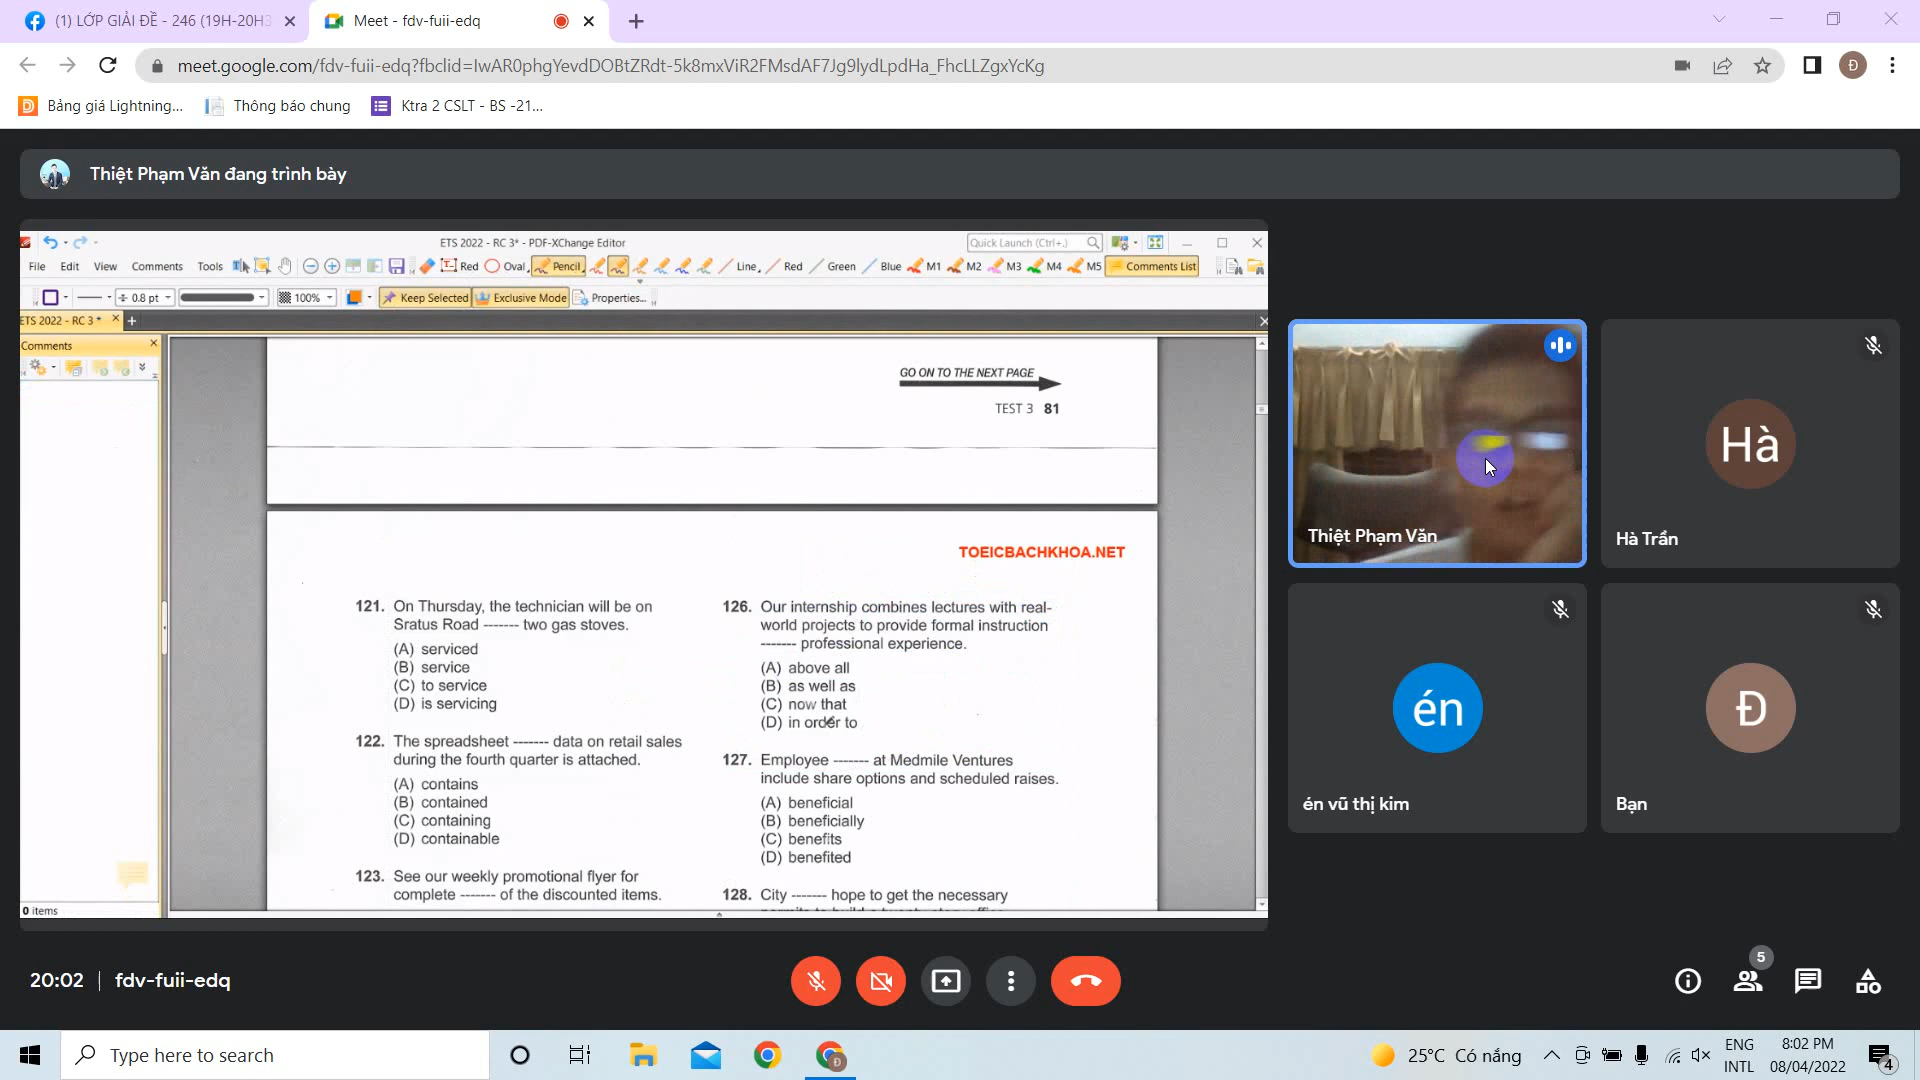 (1) LỚP GIẢI ĐỀ - 246 (19H-20H3
Meet - fdv-fuii-edq
meet.google.com/fdv-fuii-edq?fbclid=IwAR0phgYevdDOBtZRdt-5k8mxViR2FMsdAF7Jg9lydLpdHa_FhcLLZgxYcKg
Đ
Bảng giá Lightning...
Thông báo chung
Ktra 2 CSLT - BS -21...
Thiệt Phạm Văn đang trình bày
ETS 2022 - RC 3* - PDF-XChange Editor
Quick Launch (Ctrl+.)
File Edit View Comments Tools Red Oval Pencil Line Red Green Blue M1 M2 M3 M4 M5 Comments List
0.8 pt 100% Keep Selected Exclusive Mode Properties...
ETS 2022 - RC 3 *
Comments
GO ON TO THE NEXT PAGE
TEST 3 81
TOEICBACHKHOA.NET
121. On Thursday, the technician will be on
Sratus Road ------- two gas stoves.
(A) serviced
(B) service
(C) to service
(D) is servicing
122. The spreadsheet ------- data on retail sales
during the fourth quarter is attached.
(A) contains
(B) contained
(C) containing
(D) containable
123. See our weekly promotional flyer for
complete ------- of the discounted items.
126. Our internship combines lectures with real-
world projects to provide formal instruction
------- professional experience.
(A) above all
(B) as well as
(C) now that
(D) in order to
127. Employee ------- at Medmile Ventures
include share options and scheduled raises.
(A) beneficial
(B) beneficially
(C) benefits
(D) benefited
128. City ------- hope to get the necessary
0 items
Thiệt Phạm Văn
Hà
Hà Trần
én
én vũ thị kim
Đ
Bạn
20:02 | fdv-fuii-edq
5
Type here to search
25°C Có nắng
ENG
INTL
8:02 PM
08/04/2022
4